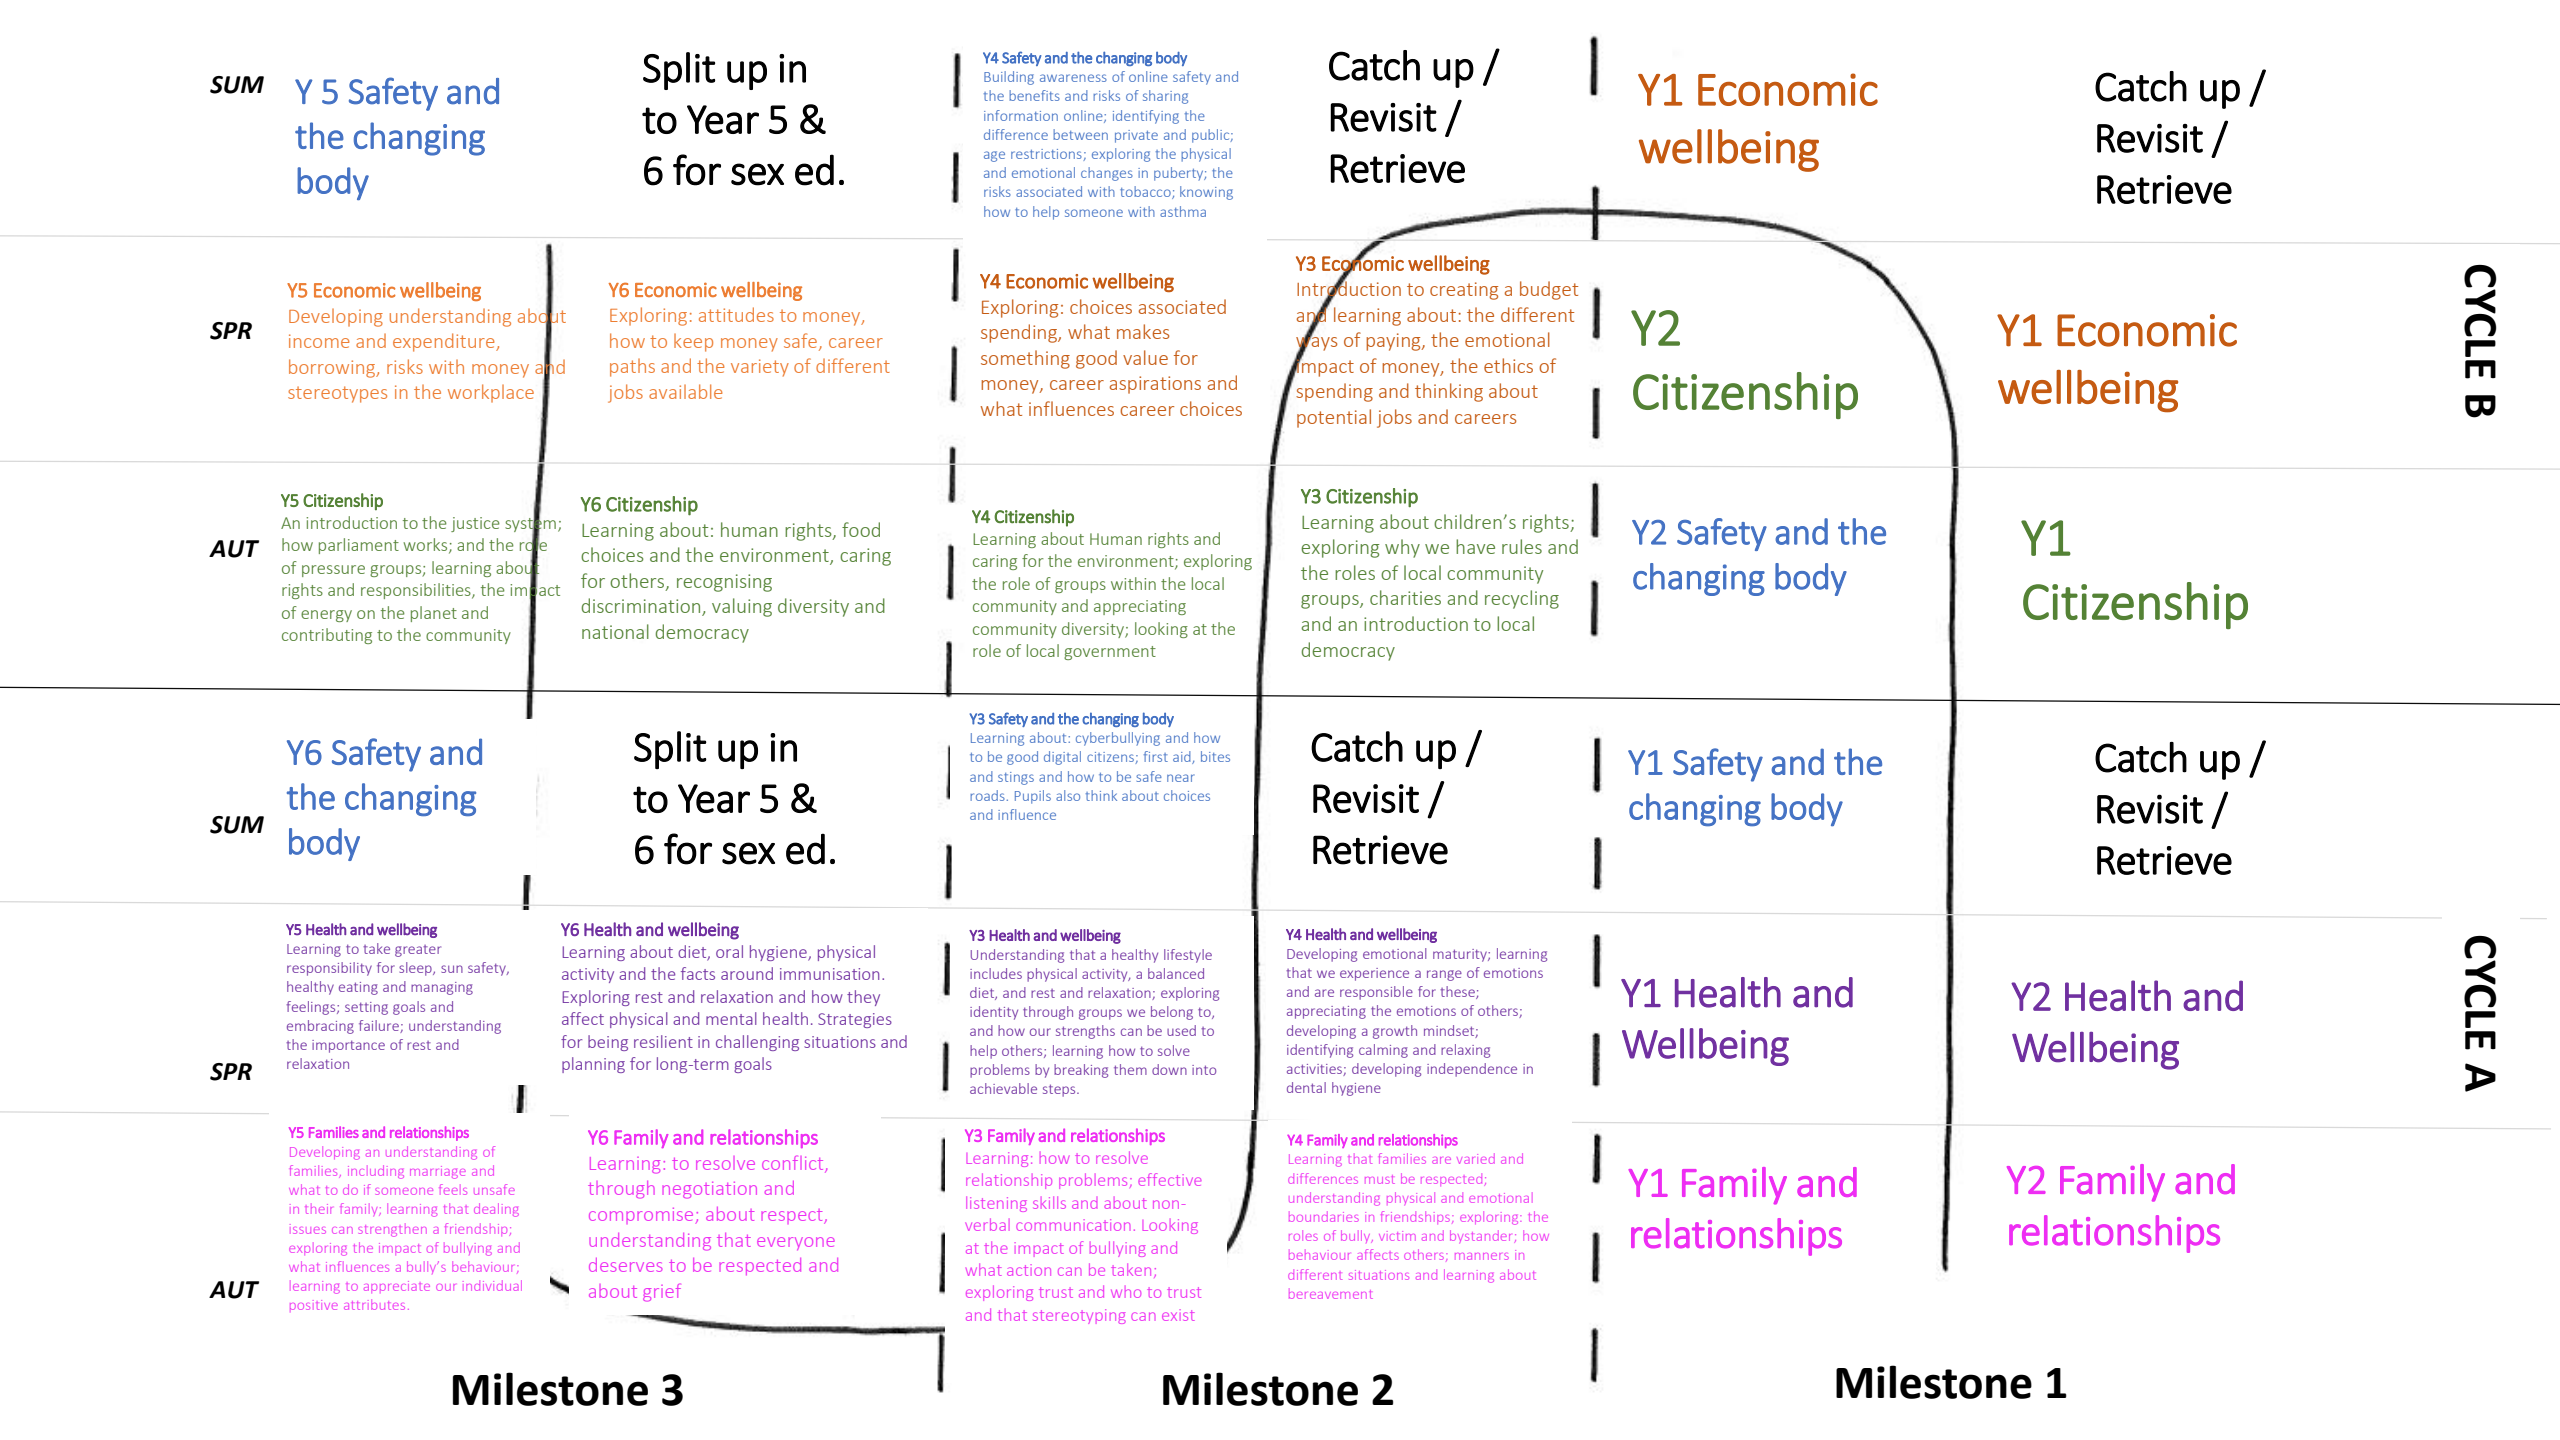 SUM
Y 5 Safety and
the changing
body
Split up in
to Year 5 &
6 for sex ed.
Y4 Safety and the changing body
Building awareness of online safety and
the benefits and risks of sharing
information online; identifying the
difference between private and public;
age restrictions; exploring the physical
and emotional changes in puberty; the
risks associated with tobacco; knowing
how to help someone with asthma
Catch up /
Revisit /
Retrieve
Y1 Economic
wellbeing
Catch up /
Revisit /
Retrieve
CYCLE B
SPR
Y5 Economic wellbeing
Developing understanding about
income and expenditure,
borrowing, risks with money and
stereotypes in the workplace
Y6 Economic wellbeing
Exploring: attitudes to money,
how to keep money safe, career
paths and the variety of different
jobs available
Y4 Economic wellbeing
Exploring: choices associated
spending, what makes
something good value for
money, career aspirations and
what influences career choices
Y3 Economic wellbeing
Introduction to creating a budget
and learning about: the different
ways of paying, the emotional
impact of money, the ethics of
spending and thinking about
potential jobs and careers
Y2
Citizenship
Y1 Economic
wellbeing
AUT
Y5 Citizenship
An introduction to the justice system;
how parliament works; and the role
of pressure groups; learning about
rights and responsibilities, the impact
of energy on the planet and
contributing to the community
Y6 Citizenship
Learning about: human rights, food
choices and the environment, caring
for others, recognising
discrimination, valuing diversity and
national democracy
Y4 Citizenship
Learning about Human rights and
caring for the environment; exploring
the role of groups within the local
community and appreciating
community diversity; looking at the
role of local government
Y3 Citizenship
Learning about children's rights;
exploring why we have rules and
the roles of local community
groups, charities and recycling
and an introduction to local
democracy
Y2 Safety and the
changing body
Y1
Citizenship
SUM
Y6 Safety and
the changing
body
Split up in
to Year 5 &
6 for sex ed.
Y3 Safety and the changing body
Learning about: cyberbullying and how
to be good digital citizens; first aid, bites
and stings and how to be safe near
roads. Pupils also think about choices
and influence
Catch up /
Revisit /
Retrieve
Y1 Safety and the
changing body
Catch up /
Revisit /
Retrieve
CYCLE A
SPR
Y5 Health and wellbeing
Learning to take greater
responsibility for sleep, sun safety,
healthy eating and managing
feelings; setting goals and
embracing failure; understanding
the importance of rest and
relaxation
Y6 Health and wellbeing
Learning about diet, oral hygiene, physical
activity and the facts around immunisation.
Exploring rest and relaxation and how they
affect physical and mental health. Strategies
for being resilient in challenging situations and
planning for long-term goals
Y3 Health and wellbeing
Understanding that a healthy lifestyle
includes physical activity, a balanced
diet, and rest and relaxation; exploring
identity through groups we belong to,
and how our strengths can be used to
help others; learning how to solve
problems by breaking them down into
achievable steps.
Y4 Health and wellbeing
Developing emotional maturity; learning
that we experience a range of emotions
and are responsible for these;
appreciating the emotions of others;
developing a growth mindset;
identifying calming and relaxing
activities; developing independence in
dental hygiene
Y1 Health and
Wellbeing
Y2 Health and
Wellbeing
AUT
Y5 Families and relationships
Developing an understanding of
families, including marriage and
what to do if someone feels unsafe
in their family; learning that dealing
issues can strengthen a friendship;
exploring the impact of bullying and
what influences a bully's behaviour;
learning to appreciate our individual
positive attributes.
Y6 Family and relationships
Learning: to resolve conflict,
through negotiation and
compromise; about respect,
understanding that everyone
deserves to be respected and
about grief
Y3 Family and relationships
Learning: how to resolve
relationship problems; effective
listening skills and about non-
verbal communication. Looking
at the impact of bullying and
what action can be taken;
exploring trust and who to trust
and that stereotyping can exist
Y4 Family and relationships
Learning that families are varied and
differences must be respected;
understanding physical and emotional
boundaries in friendships; exploring: the
roles of bully, victim and bystander; how
behaviour affects others; manners in
different situations and learning about
bereavement
Y1 Family and
relationships
Y2 Family and
relationships
Milestone 3
Milestone 2
Milestone 1